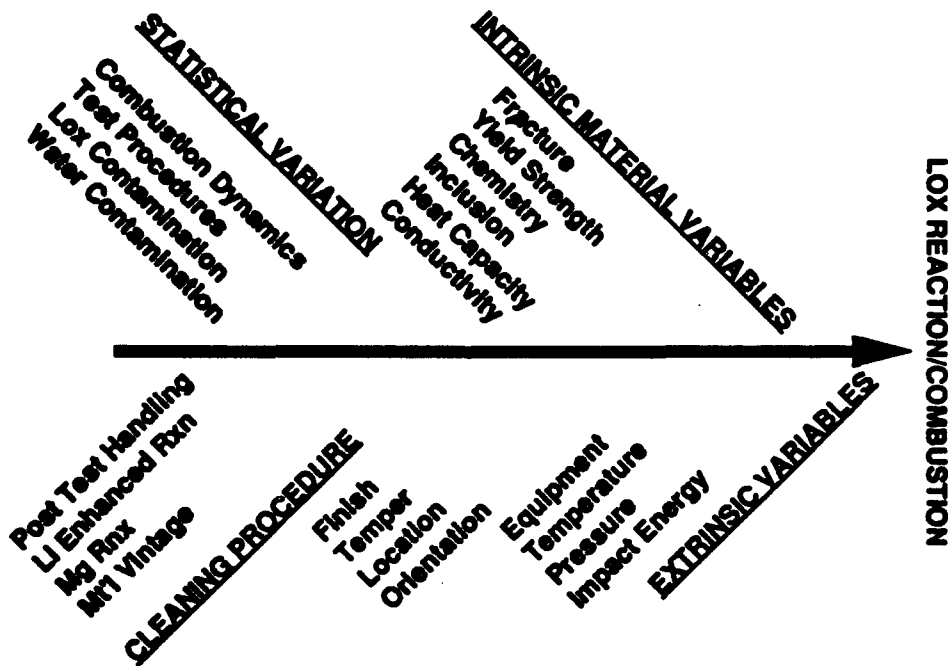 STATISTICAL VARIATION
Combustion Dynamics
Test Procedures
Lox Contamination
Water Contamination
INTRINSIC MATERIAL VARIABLES
Fracture
Yield Strength
Chemistry
Inclusion
Heat Capacity
Conductivity
LOX REACTION/COMBUSTION
Post Test Handling
LI Enhanced Rxn
Mg Rnx
Mt'l Vintage
CLEANING PROCEDURE
Finish
Temper
Location
Orientation
Equipment
Temperature
Pressure
Impact Energy
EXTRINSIC VARIABLES